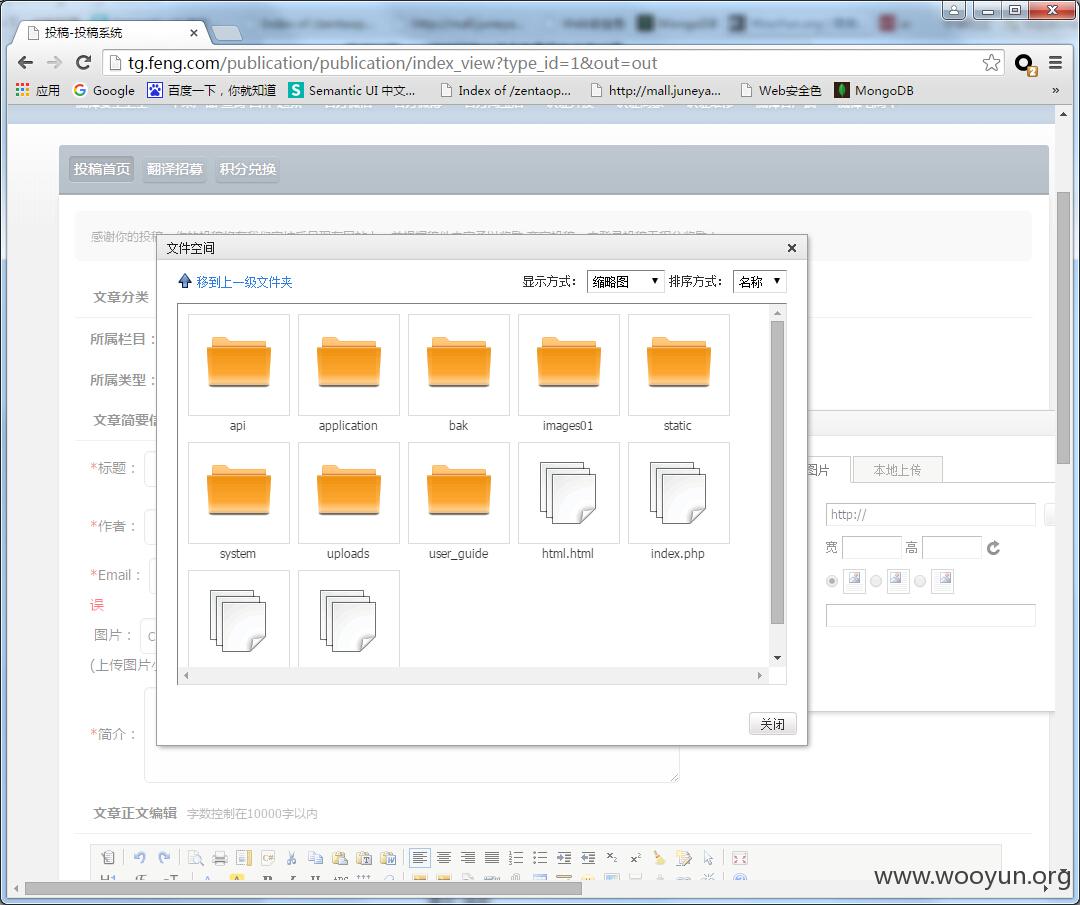 投稿-投稿系统
tg.feng.com/publication/publication/index_view?type_id=1&out=out
应用 Google 百度一下，你就知道 Semantic UI 中文... Index of /zentaop... http://mall.juneya... Web安全色 MongoDB »
投稿首页 翻译招募 积分兑换
感谢你的投稿
文件空间
移到上一级文件夹 显示方式： 缩略图 排序方式： 名称
文章分类
所属栏目：
所属类型：
api application bak images01 static
文章简要信
*标题： 图片 本地上传
http://
*作者：
宽 高
system uploads user_guide html.html index.php
*Email：
误
图片：
(上传图片
关闭
*简介：
文章正文编辑 字数控制在10000字以内
www.wooyun.org